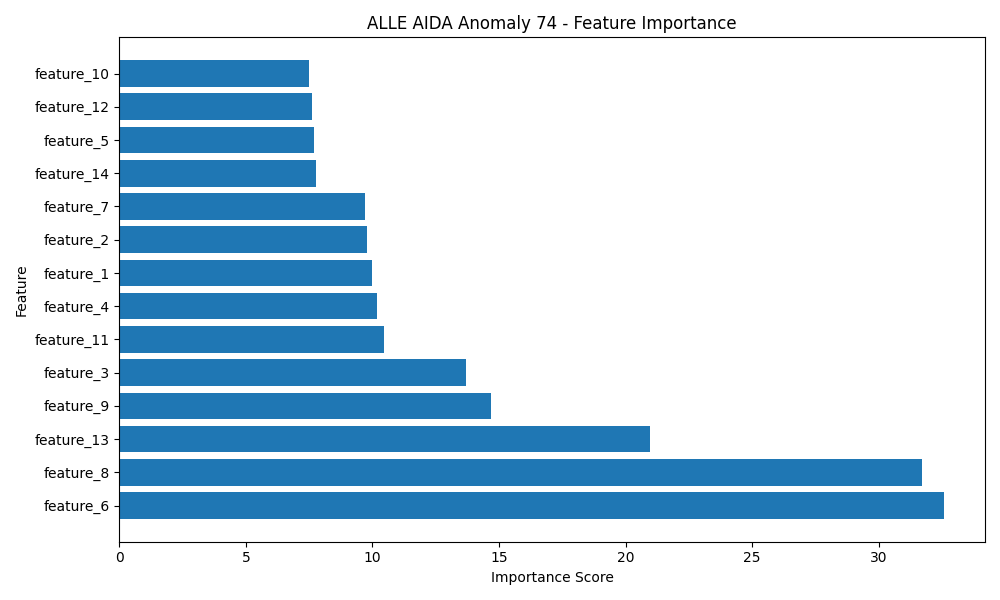 ALLE AIDA Anomaly 74 - Feature Importance
feature_10
feature_12
feature_5
feature_14
feature_7
feature_2
feature_1
feature_4
feature_11
feature_3
feature_9
feature_13
feature_8
feature_6
Feature
0 5 10 15 20 25 30
Importance Score